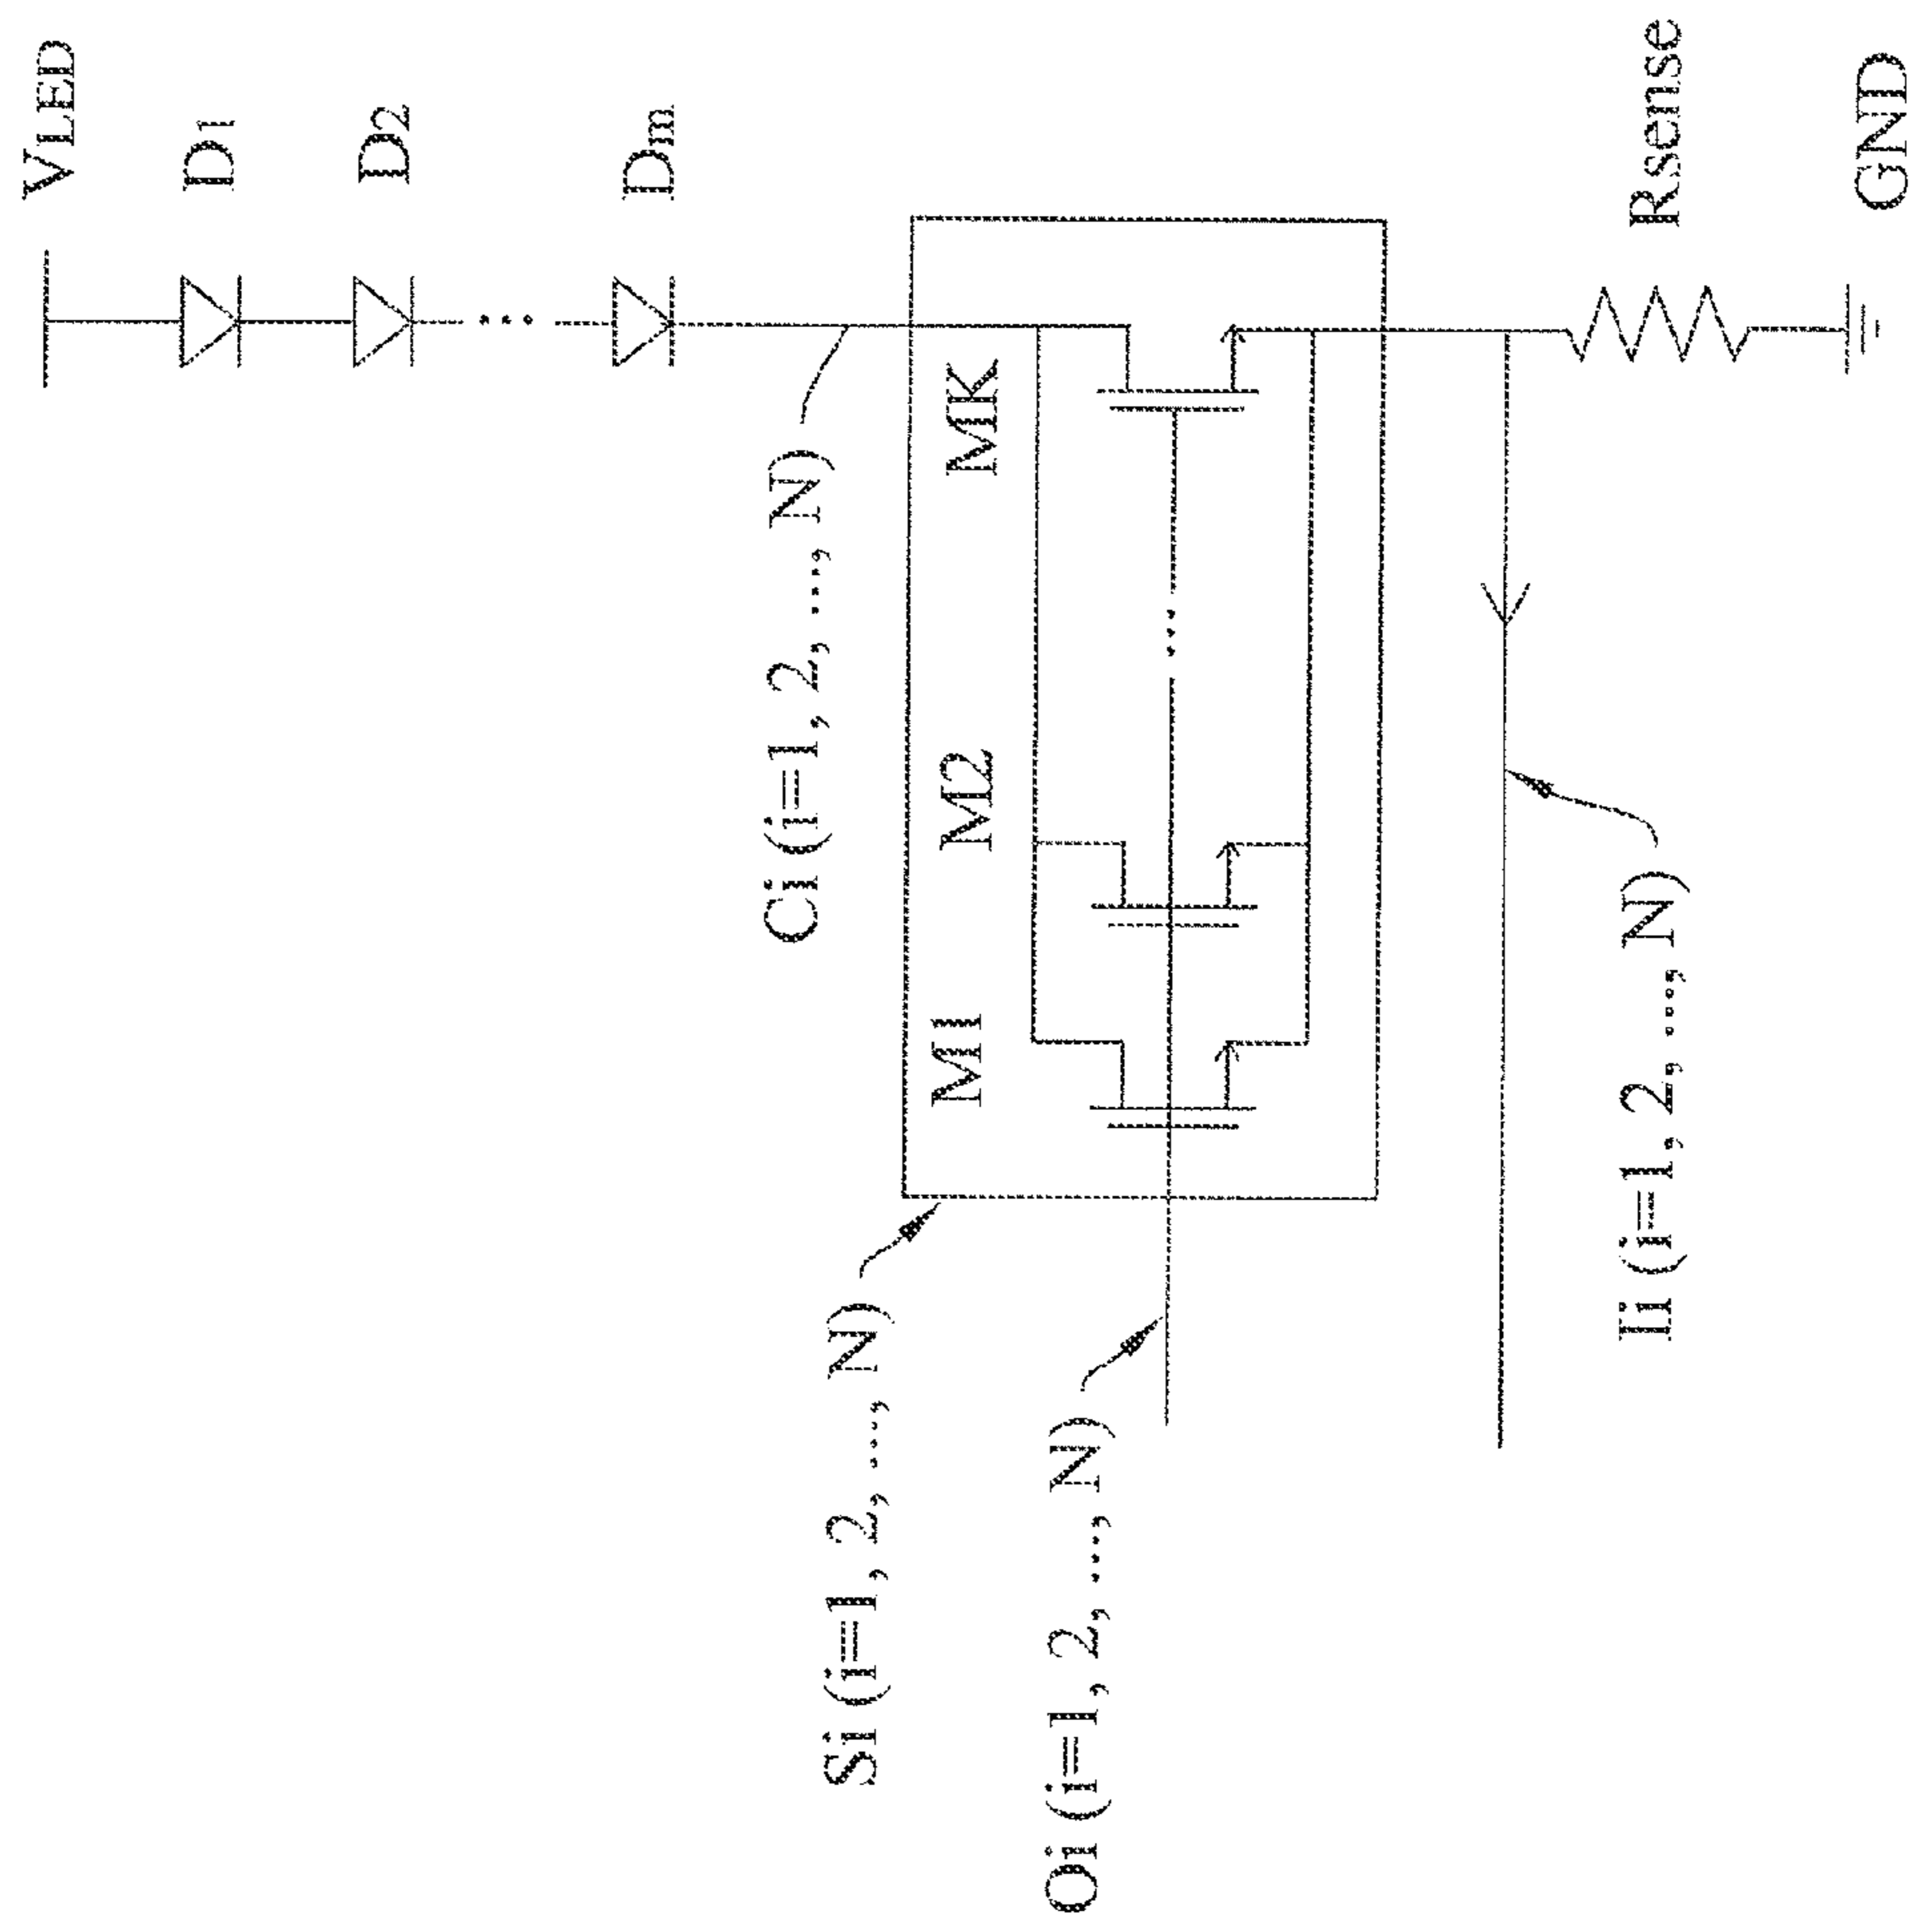 VLED
D1
D2
Dm
Ci (i=1, 2, ..., N)
MK
M2
M1
Si (i=1, 2, ..., N)
Oi (i=1, 2, ..., N)
Ii (i=1, 2, ..., N)
Rsense
GND